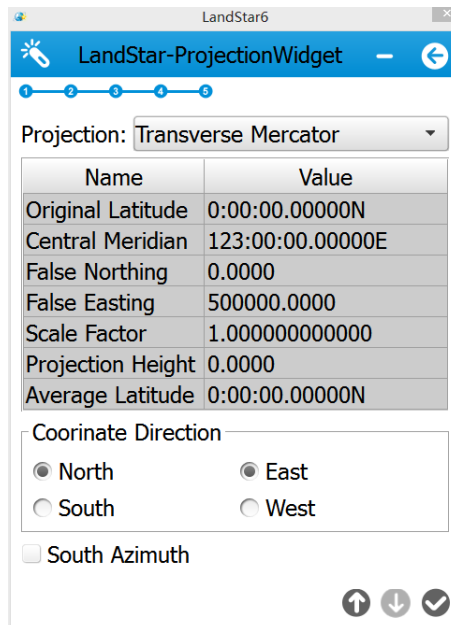 LandStar6
LandStar-ProjectionWidget
1 2 3 4 5
Projection: Transverse Mercator
Name Value
Original Latitude 0:00:00.00000N
Central Meridian 123:00:00.00000E
False Northing 0.0000
False Easting 500000.0000
Scale Factor 1.000000000000
Projection Height 0.0000
Average Latitude 0:00:00.00000N
Coorinate Direction
North East
South West
South Azimuth